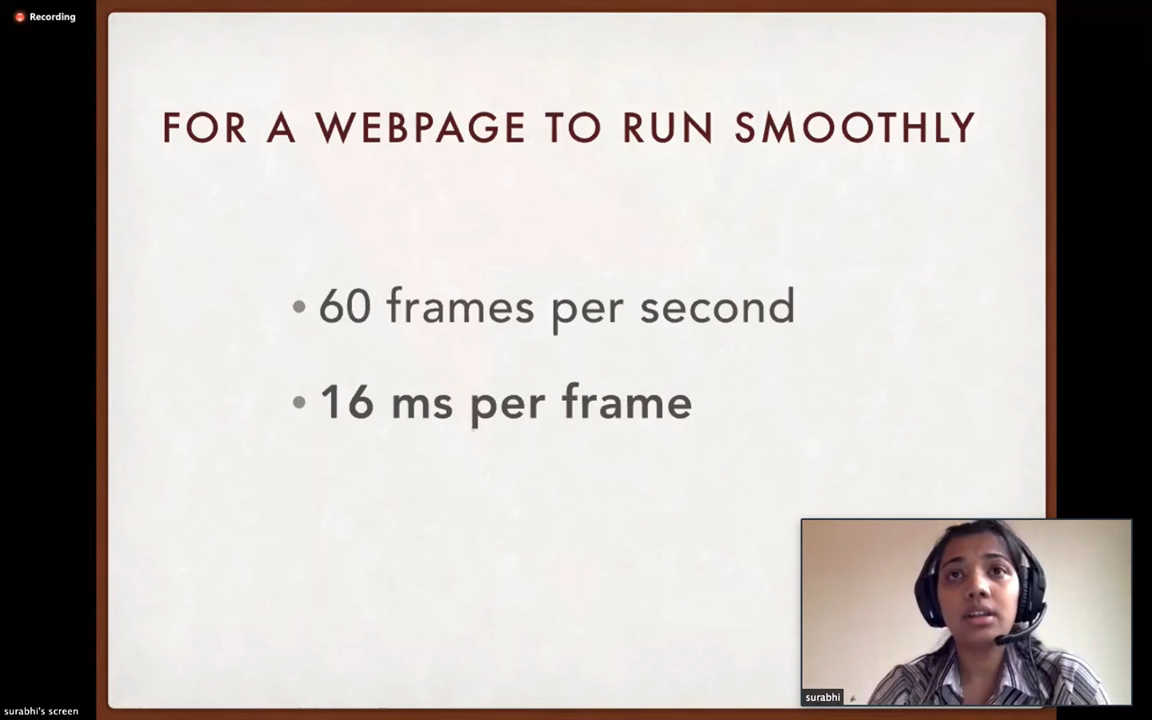 Recording
FOR A WEBPAGE TO RUN SMOOTHLY
• 60 frames per second
• 16 ms per frame
surabhi
surabhi's screen